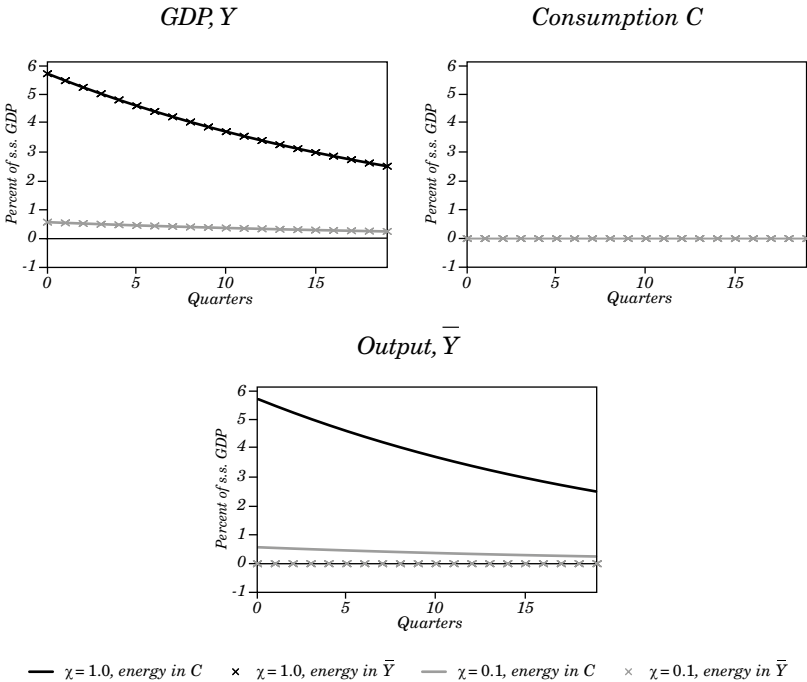 GDP, Y
Consumption C
Percent of s.s. GDP
6
5
4
3
2
1
0
-1
0 5 10 15
Quarters
Percent of s.s. GDP
6
5
4
3
2
1
0
-1
0 5 10 15
Quarters
Output, Y̅
Percent of s.s. GDP
6
5
4
3
2
1
0
-1
0 5 10 15
Quarters
χ = 1.0, energy in C × χ = 1.0, energy in Y̅ χ = 0.1, energy in C × χ = 0.1, energy in Y̅